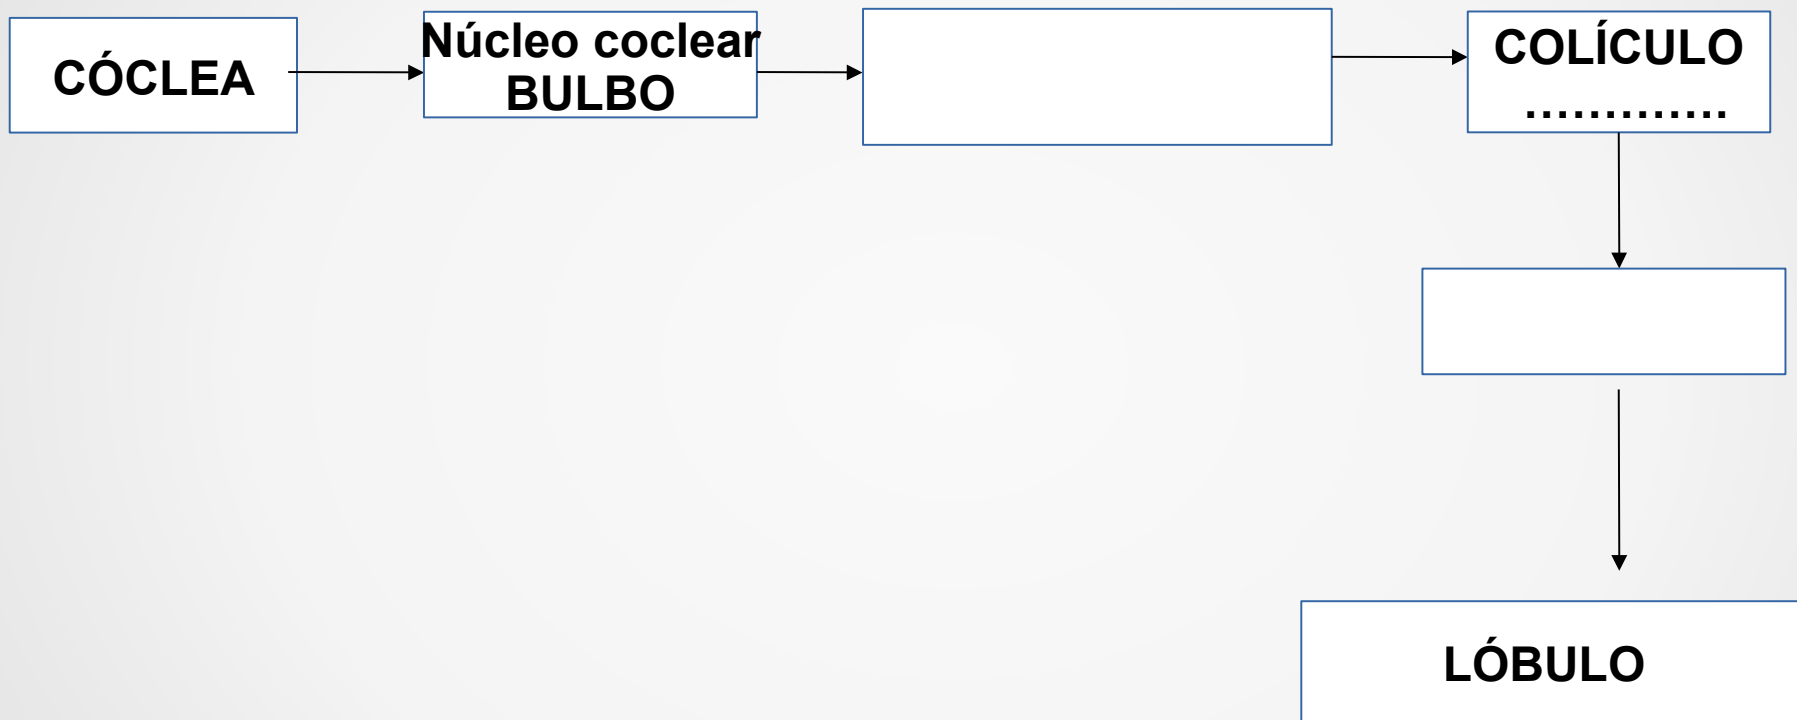 CÓCLEA
Núcleo coclear
BULBO
COLÍCULO
.............
LÓBULO